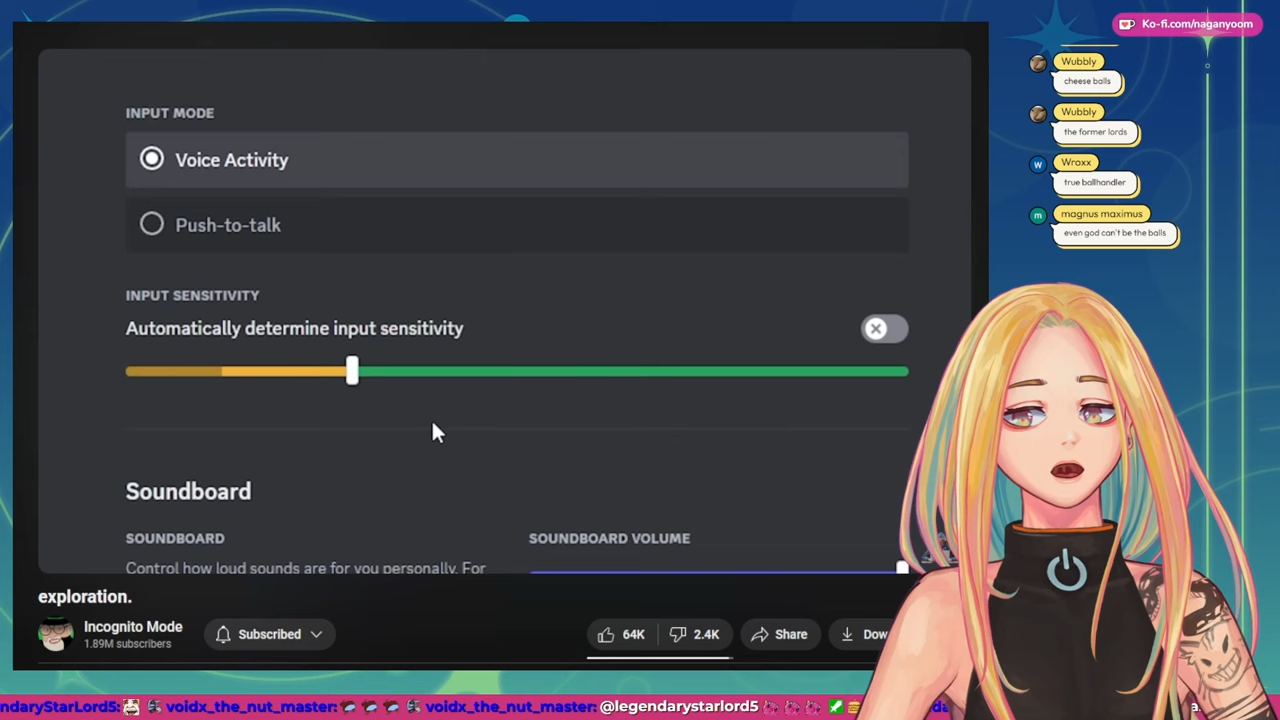 Ko-fi.com/naganyoom
Wubbly
cheese balls
Wubbly
the former lords
W
Wroxx
true ballhandler
m
magnus maximus
even god can't be the balls
INPUT MODE
Voice Activity
Push-to-talk
INPUT SENSITIVITY
Automatically determine input sensitivity
Soundboard
SOUNDBOARD
SOUNDBOARD VOLUME
Control how loud sounds are for you personally. For
exploration.
Incognito Mode
1.89M subscribers
Subscribed
64K
2.4K
Share
Dow
ndaryStarLord5: voidx_the_nut_master: voidx_the_nut_master: @legendarystarlord5